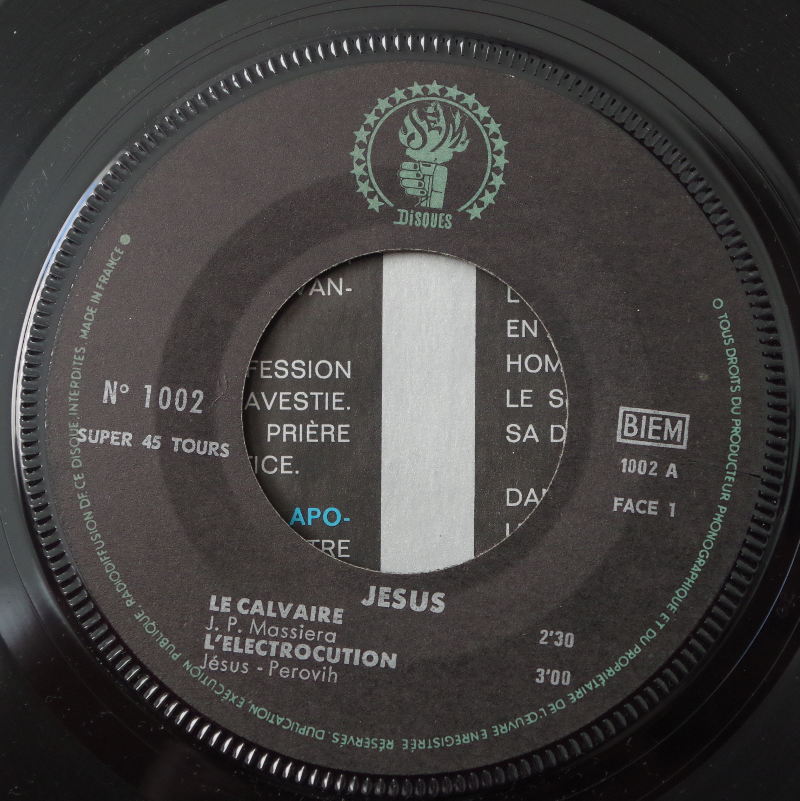 SEM
DISQUES
VAN-
FESSION
AVESTIE.
PRIÈRE
ICE.
APO-
TRE
EN
HOM
LE S
SA D
DAN
N° 1002
SUPER 45 TOURS
BIEM
1002 A
FACE 1
JESUS
LE CALVAIRE 2'30
J. P. Massiera
L'ELECTROCUTION 3'00
Jésus - Perovih
TOUS DROITS DU PRODUCTEUR PHONOGRAPHIQUE ET DU PROPRIÉTAIRE DE L'ŒUVRE ENREGISTRÉE RÉSERVÉS. DUPLICATION, EXÉCUTION PUBLIQUE, RADIODIFFUSION DE CE DISQUE INTERDITES. MADE IN FRANCE